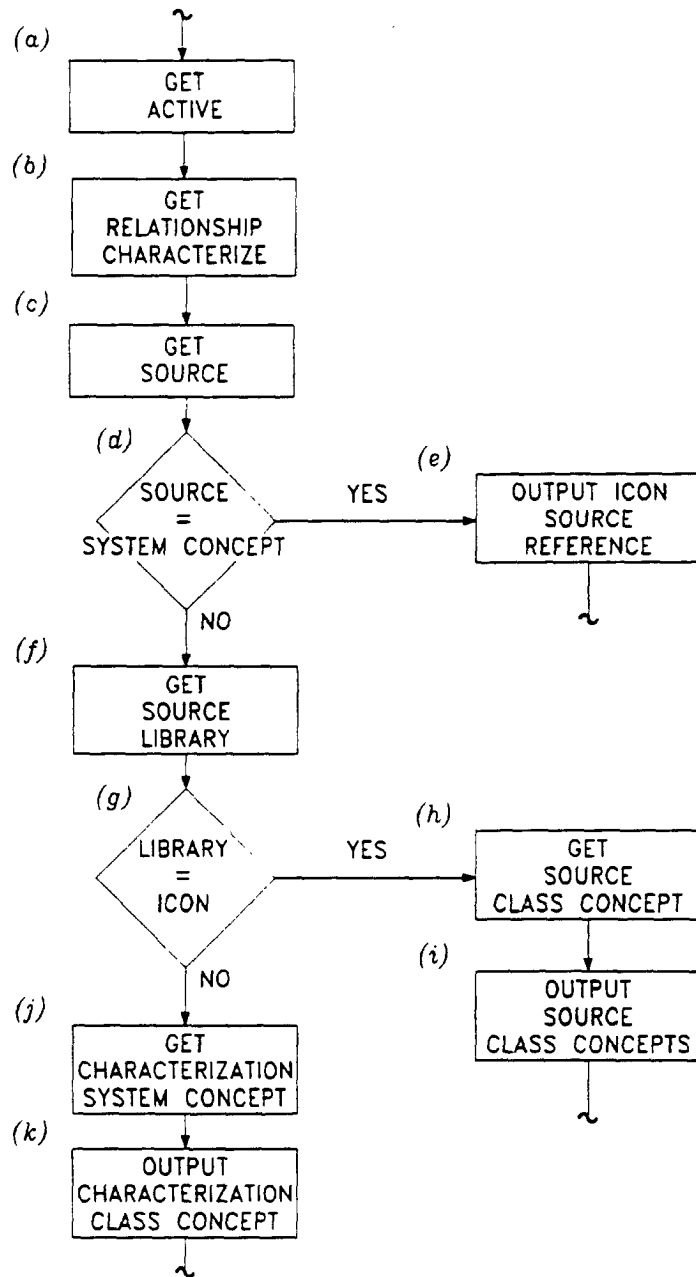 (a)
GET
ACTIVE
(b)
GET
RELATIONSHIP
CHARACTERIZE
(c)
GET
SOURCE
(d)
SOURCE
=
SYSTEM CONCEPT
YES
(e)
OUTPUT ICON
SOURCE
REFERENCE
NO
(f)
GET
SOURCE
LIBRARY
(g)
LIBRARY
=
ICON
YES
(h)
GET
SOURCE
CLASS CONCEPT
(i)
OUTPUT
SOURCE
CLASS CONCEPTS
NO
(j)
GET
CHARACTERIZATION
SYSTEM CONCEPT
(k)
OUTPUT
CHARACTERIZATION
CLASS CONCEPT